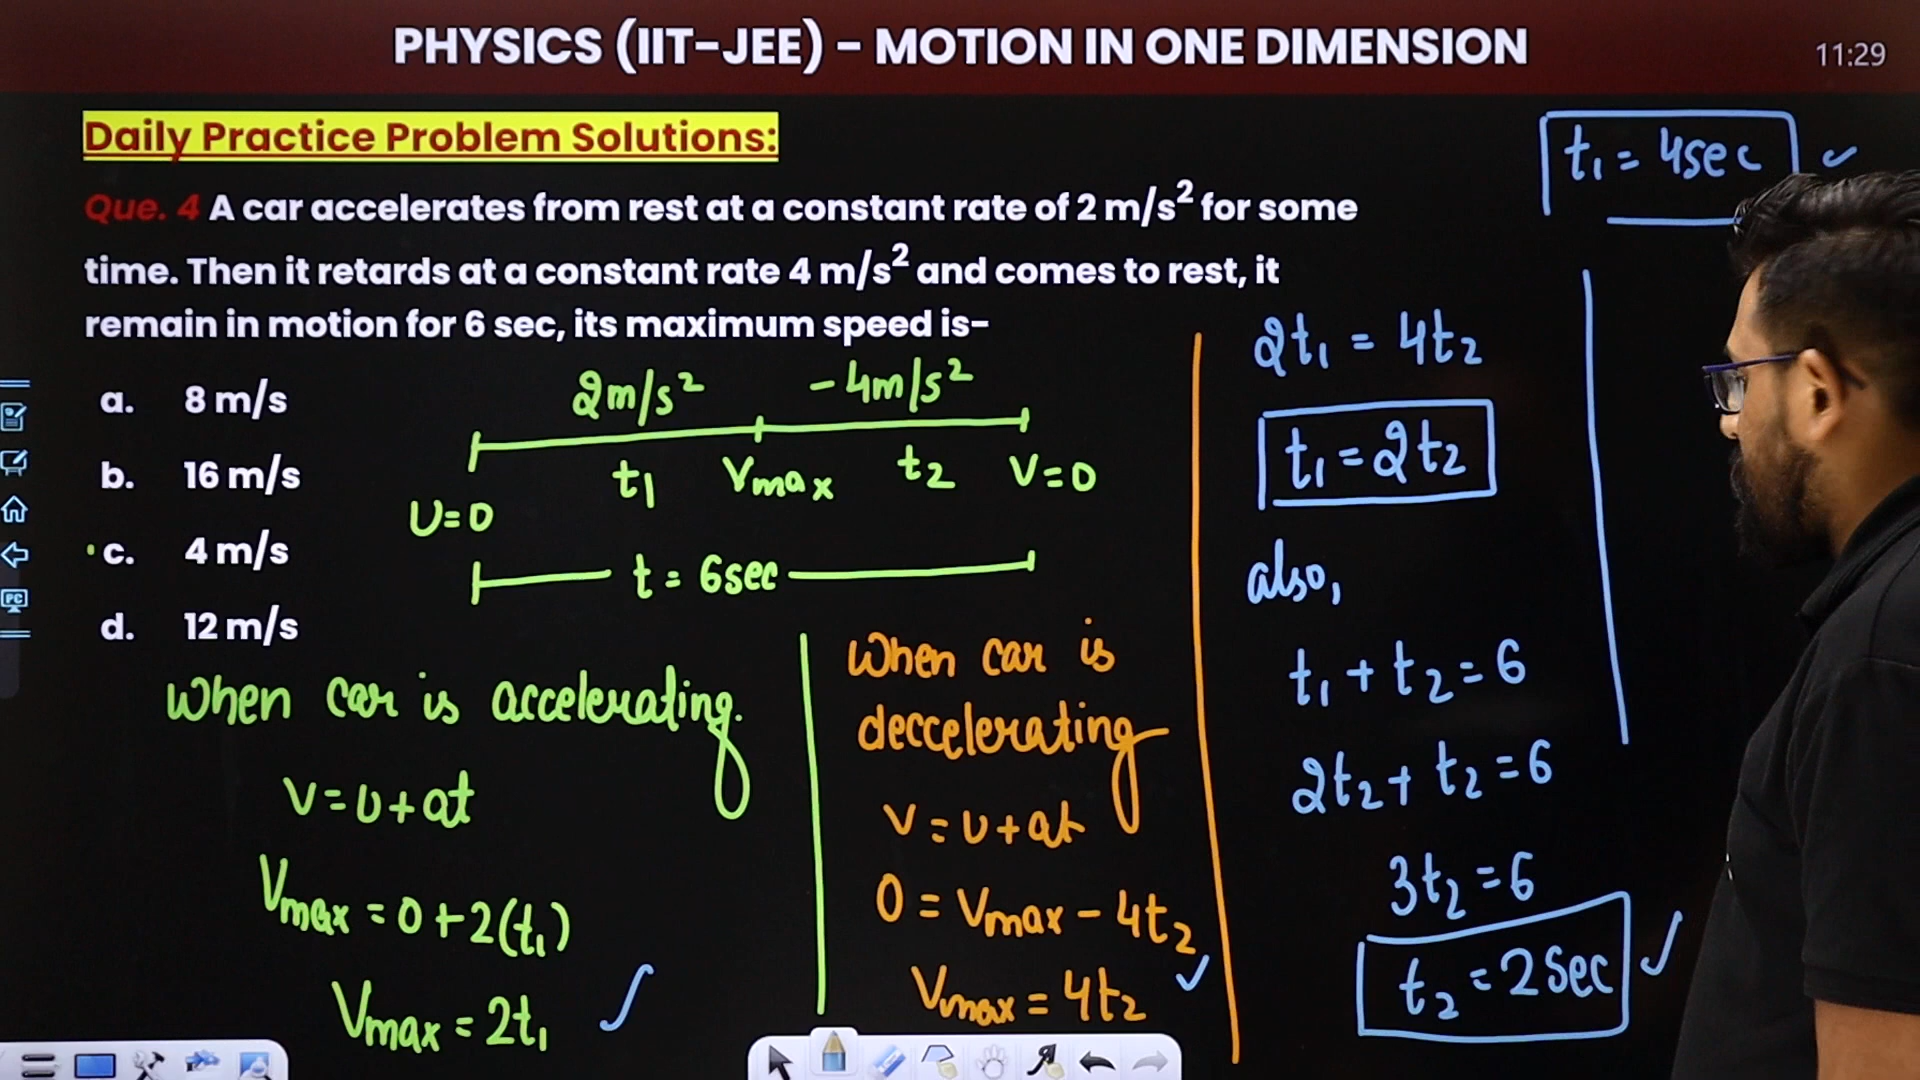 PHYSICS (IIT-JEE) - MOTION IN ONE DIMENSION
11:29
Daily Practice Problem Solutions:
t₁ = 4sec
Que. 4 A car accelerates from rest at a constant rate of 2 m/s² for some
time. Then it retards at a constant rate 4 m/s² and comes to rest, it
remain in motion for 6 sec, its maximum speed is-
a. 8 m/s
b. 16 m/s
c. 4 m/s
d. 12 m/s
2m/s² -4m/s²
t₁ Vmax t₂ V=0
U=0
t = 6sec
when car is accelerating.
V=U+at
Vmax = 0+2(t₁)
Vmax = 2t₁
when car is
deccelerating
V=U+at
0 = Vmax - 4t₂
Vmax = 4t₂
2t₁ = 4t₂
t₁ = 2t₂
also,
t₁ + t₂ = 6
2t₂ + t₂ = 6
3t₂ = 6
t₂ = 2sec
PC